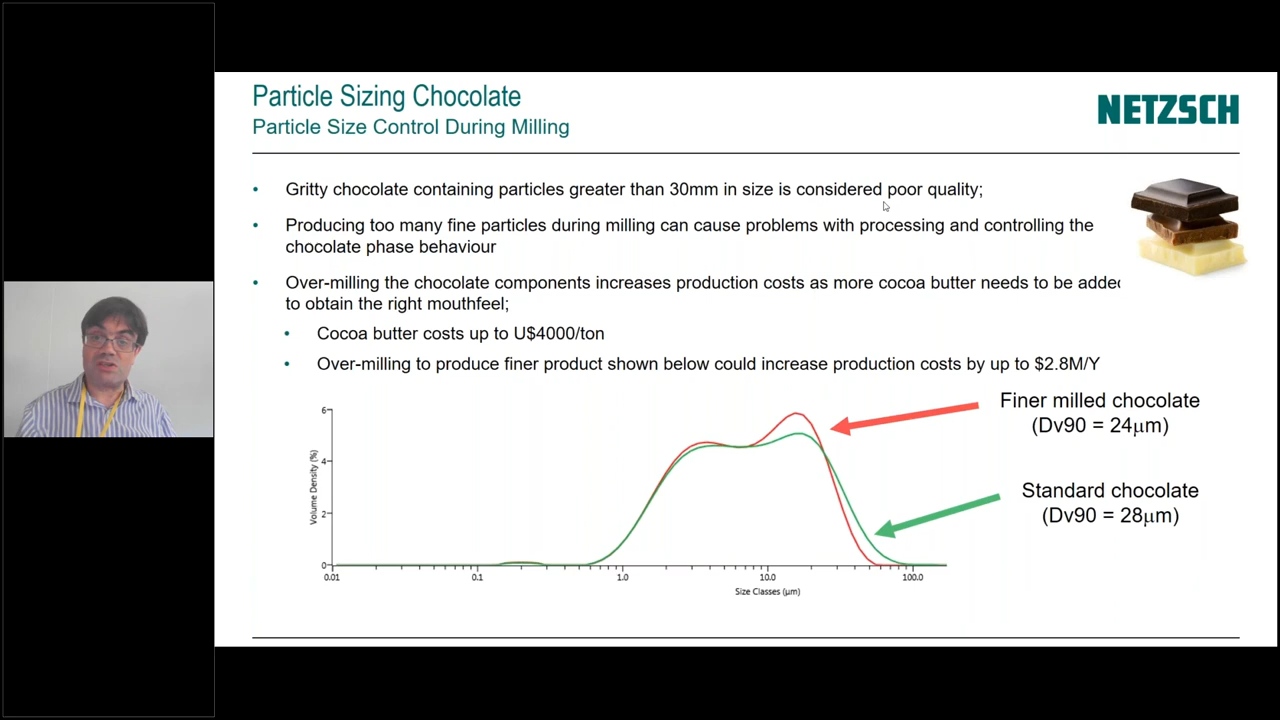 Particle Sizing Chocolate
Particle Size Control During Milling
NETZSCH
• Gritty chocolate containing particles greater than 30mm in size is considered poor quality;
• Producing too many fine particles during milling can cause problems with processing and controlling the
chocolate phase behaviour
• Over-milling the chocolate components increases production costs as more cocoa butter needs to be added
to obtain the right mouthfeel;
• Cocoa butter costs up to U$4000/ton
• Over-milling to produce finer product shown below could increase production costs by up to $2.8M/Y
Finer milled chocolate
(Dv90 = 24μm)
Standard chocolate
(Dv90 = 28μm)
Volume Density (%)
6
4
2
0
0.01 0.1 1.0 10.0 100.0
Size Classes (μm)